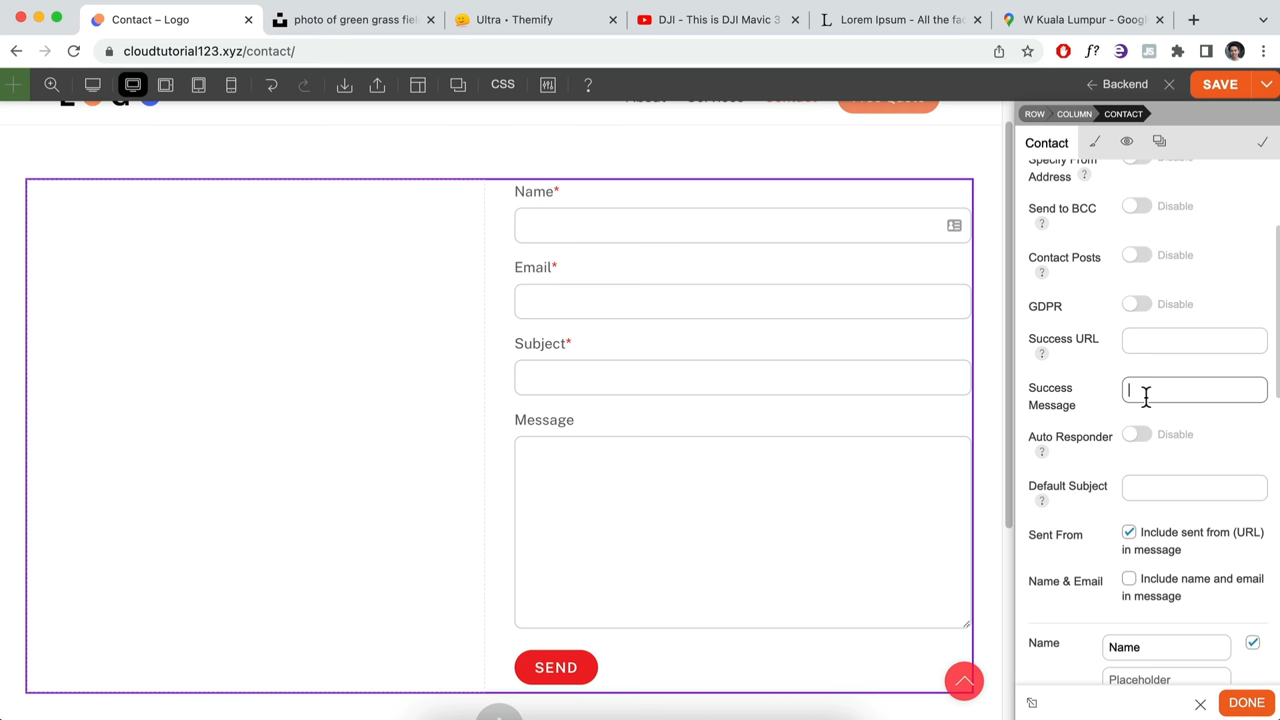 Contact – Logo
photo of green grass fiel
Ultra • Themify
DJI - This is DJI Mavic 3
Lorem Ipsum - All the fac
W Kuala Lumpur - Googl
cloudtutorial123.xyz/contact/
CSS
?
Backend
SAVE
ROW
COLUMN
CONTACT
Contact
Specify From
Address ?
Disable
Send to BCC
?
Disable
Contact Posts
?
Disable
GDPR
Disable
Success URL
?
Success
Message
Auto Responder
?
Disable
Default Subject
?
Sent From
Include sent from (URL)
in message
Name & Email
Include name and email
in message
Name
Name
Placeholder
DONE
Name*
Email*
Subject*
Message
SEND